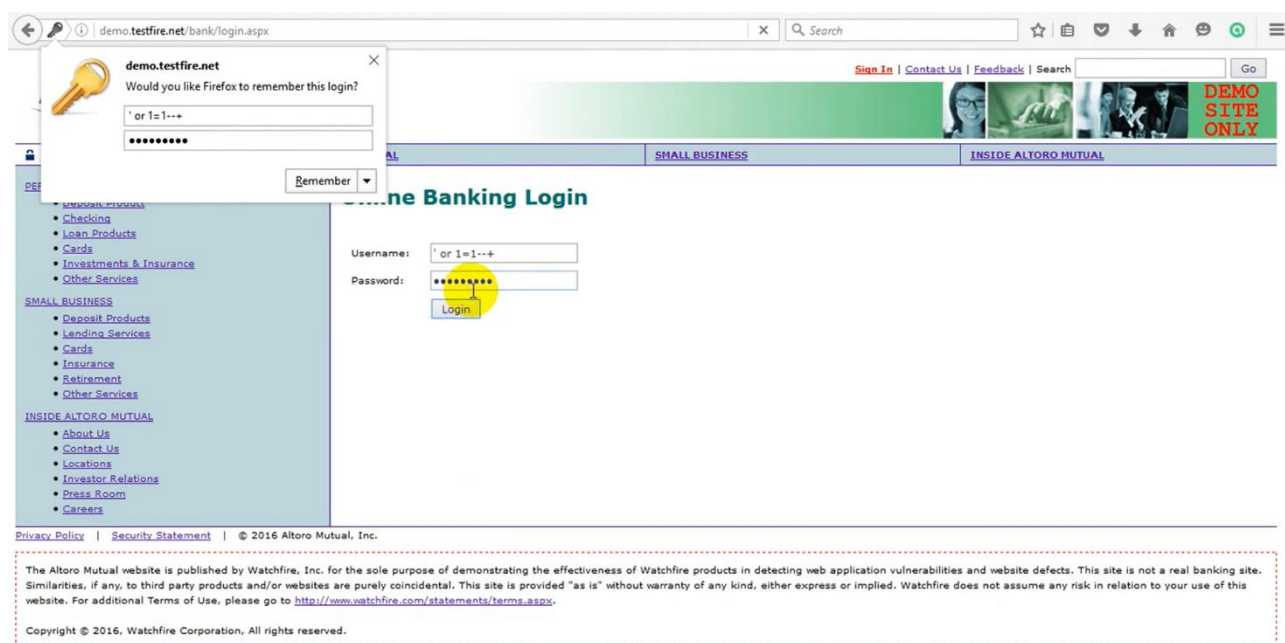 demo.testfire.net/bank/login.aspx
Search
demo.testfire.net
Would you like Firefox to remember this login?
' or 1=1--+
●●●●●●●●●
Remember
Sign In | Contact Us | Feedback | Search
Go
DEMO
SITE
ONLY
SMALL BUSINESS
INSIDE ALTORO MUTUAL
Deposit Product
Checking
Loan Products
Cards
Investments & Insurance
Other Services
SMALL BUSINESS
Deposit Products
Lending Services
Cards
Insurance
Retirement
Other Services
INSIDE ALTORO MUTUAL
About Us
Contact Us
Locations
Investor Relations
Press Room
Careers
Banking Login
Username: ' or 1=1--+
Password: ●●●●●●●●●
Login
Privacy Policy | Security Statement | © 2016 Altoro Mutual, Inc.
The Altoro Mutual website is published by Watchfire, Inc. for the sole purpose of demonstrating the effectiveness of Watchfire products in detecting web application vulnerabilities and website defects. This site is not a real banking site.
Similarities, if any, to third party products and/or websites are purely coincidental. This site is provided "as is" without warranty of any kind, either express or implied. Watchfire does not assume any risk in relation to your use of this
website. For additional Terms of Use, please go to http://www.watchfire.com/statements/terms.aspx.
Copyright © 2016, Watchfire Corporation, All rights reserved.